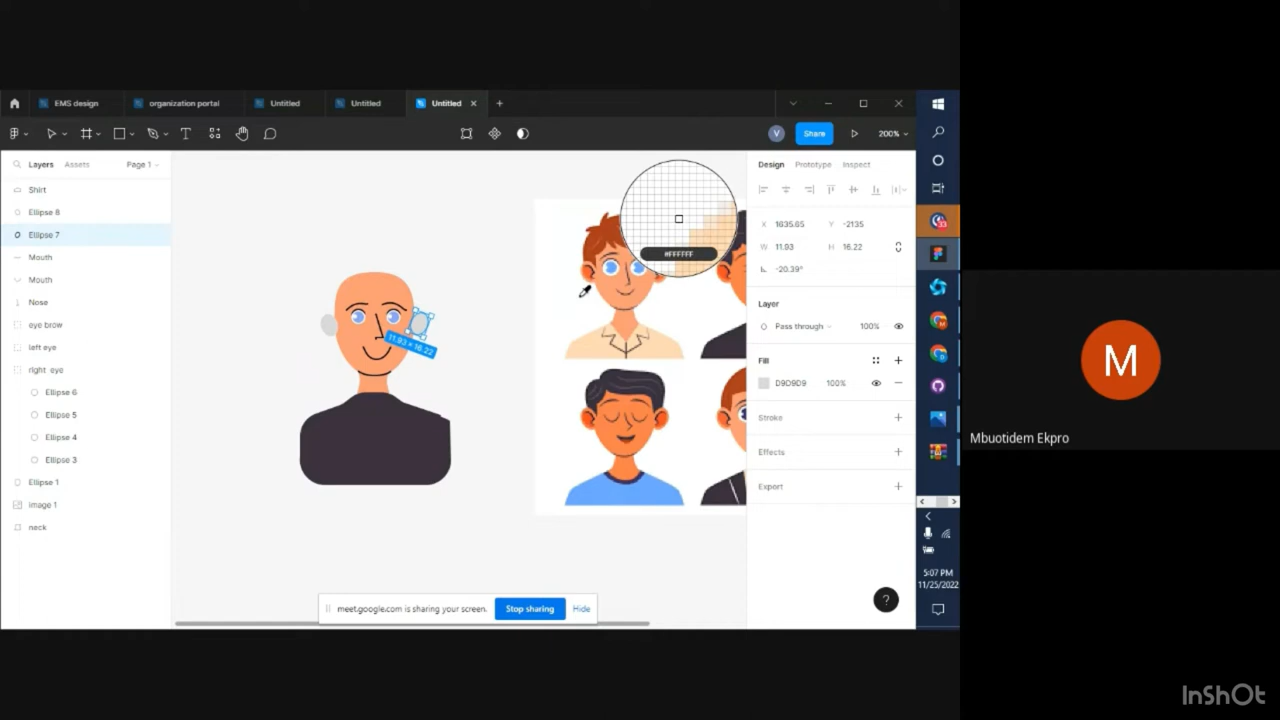 EMS design
organization portal
Untitled
Untitled
Untitled
V
Share
200%
Layers
Assets
Page 1
Shirt
Ellipse 8
Ellipse 7
Mouth
Mouth
Nose
eye brow
left eye
right eye
Ellipse 6
Ellipse 5
Ellipse 4
Ellipse 3
Ellipse 1
image 1
neck
#FFFFFF
11.93 × 16.22
Design
Prototype
Inspect
X 1635.65 Y -2135
W 11.93 H 16.22
-20.39°
Layer
Pass through 100%
Fill
D9D9D9 100%
Stroke
Effects
Export
?
meet.google.com is sharing your screen.
Stop sharing
Hide
5:07 PM
11/25/2022
M
Mbuotidem Ekpro
InShOt